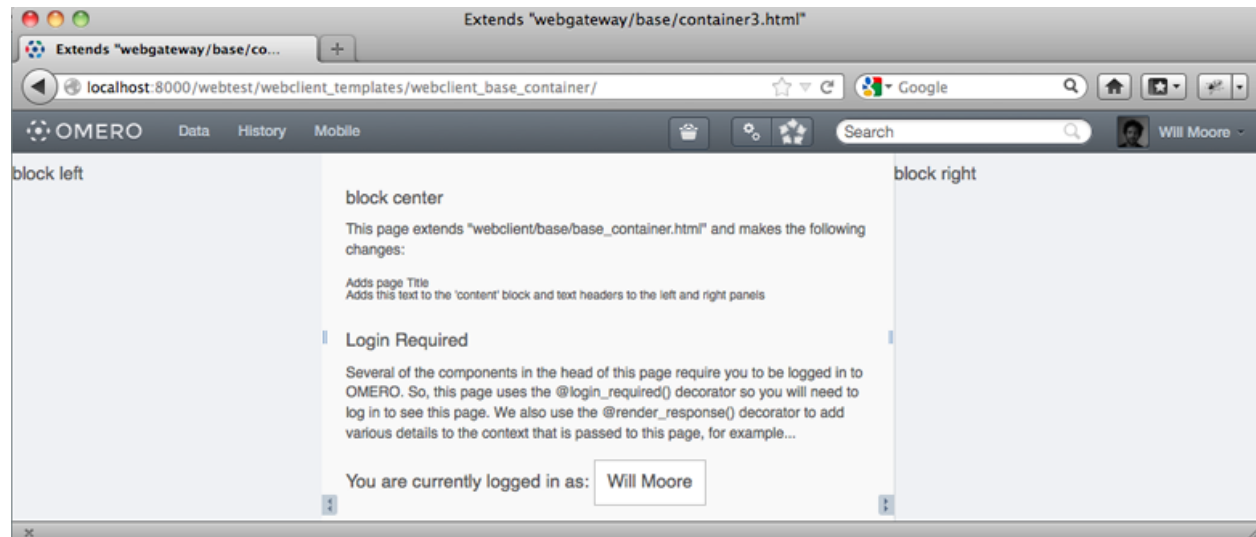 Extends "webgateway/base/container3.html"
Extends "webgateway/base/co...
localhost:8000/webtest/webclient_templates/webclient_base_container/
Google
OMERO Data History Mobile Search Will Moore
block left
block center
block right
This page extends "webclient/base/base_container.html" and makes the following
changes:
Adds page Title
Adds this text to the 'content' block and text headers to the left and right panels
Login Required
Several of the components in the head of this page require you to be logged in to
OMERO. So, this page uses the @login_required() decorator so you will need to
log in to see this page. We also use the @render_response() decorator to add
various details to the context that is passed to this page, for example...
You are currently logged in as: Will Moore